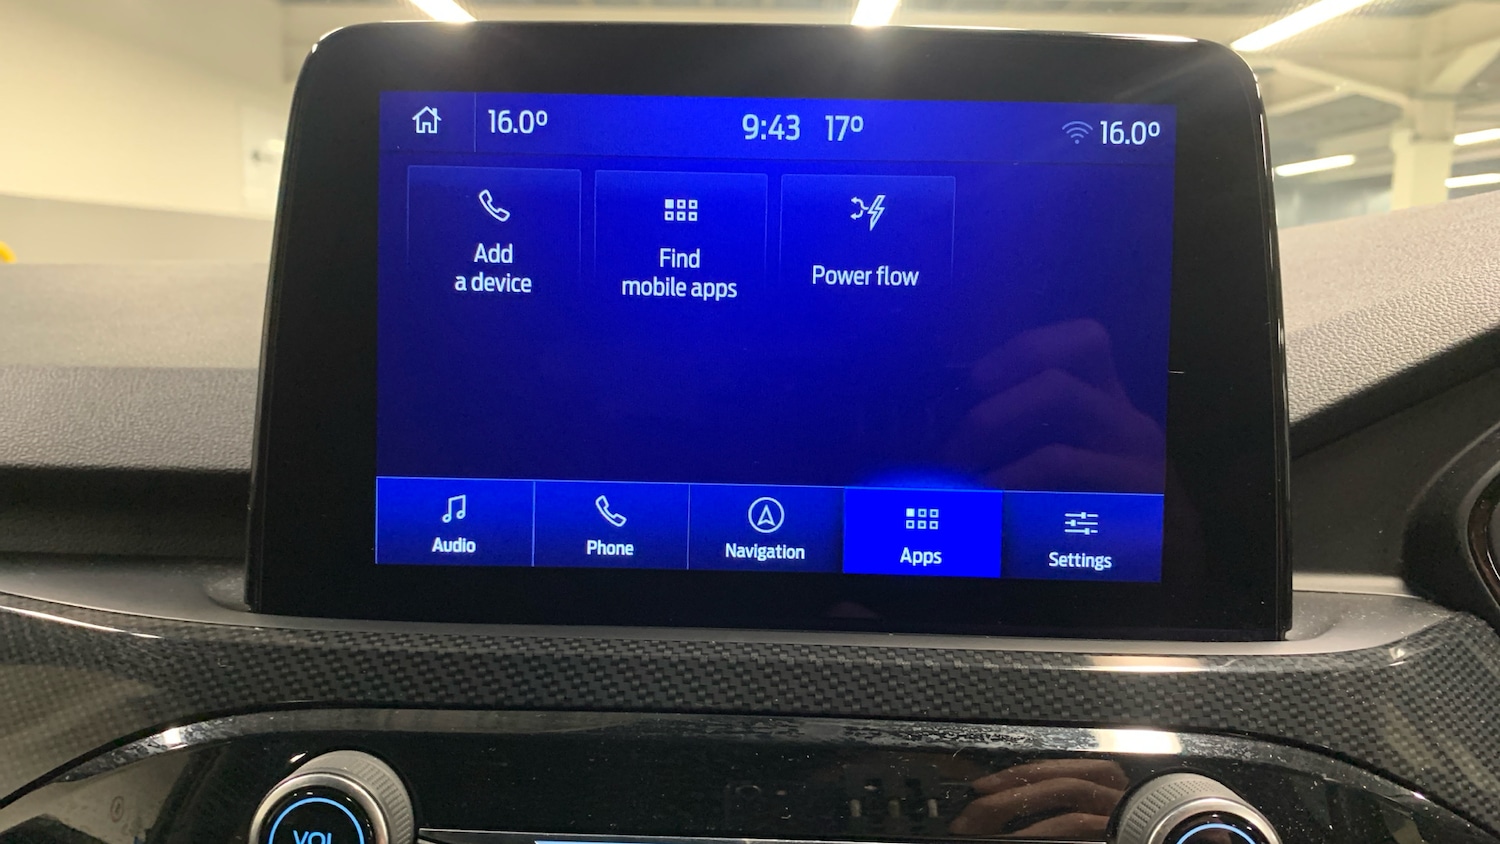 16.0º 9:43 17º 16.0º
Add
a device
Find
mobile apps
Power flow
Audio Phone Navigation Apps Settings
VOL